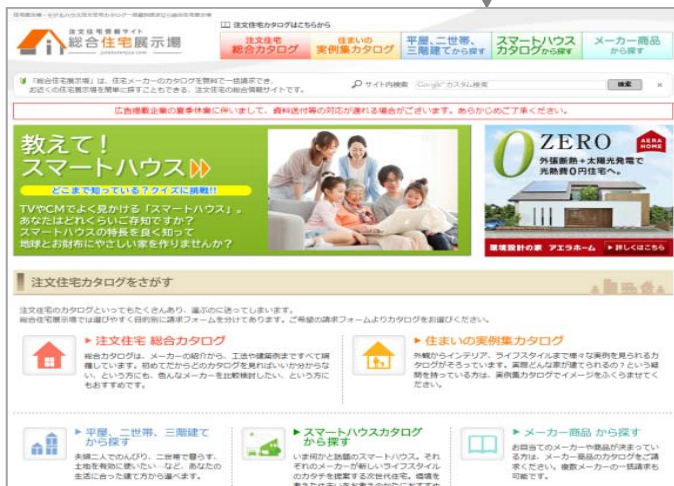 注文住宅カタログはこちらから
注文住宅情報サイト
総合住宅展示場
注文住宅
総合カタログ
住まいの
実例集カタログ
平屋、二世帯、
三階建てから探す
スマートハウス
カタログから探す
メーカー商品
から探す
「総合住宅展示場」は、住宅メーカーのカタログを無料で一括請求でき、
お近くの住宅展示場を簡単に探すこともできる、注文住宅の総合情報サイトです。
サイト内検索
Google カスタム検索
検索
×
広告掲載企業の夏季休業に伴いまして、資料送付等の対応が遅れる場合がございます。あらかじめご了承ください。
教えて！
スマートハウス
どこまで知っている？クイズに挑戦!!
TVやCMでよく見かける「スマートハウス」。
あなたはどれくらいご存知ですか？
スマートハウスの特長を良く知って
地球とお財布にやさしい家を作りませんか？
0 ZERO
AERA
HOME
外張断熱＋太陽光発電で
光熱費0円住宅へ。
環境設計の家 アエラホーム
詳しくはこちら
注文住宅カタログをさがす
注文住宅のカタログといってもたくさんあり、選ぶのに迷ってしまいます。
総合住宅展示場では選びやすく目的別に請求フォームを分けてあります。ご希望の請求フォームよりカタログをお選びください。
注文住宅 総合カタログ
総合カタログは、メーカーの紹介から、工法や建築例まですべて網
羅しています。初めてだからどのカタログを見ればいいか分からな
い、という方にも、色んなメーカーを比較検討したい、という方に
もおすすめです。
住まいの実例集カタログ
外観からインテリア、ライフスタイルまで様々な実例を見られるカ
タログがそろっています。実際どんな家が建てられるの？という疑
問を持っている方は、実例集カタログでイメージをふくらませてく
ださい。
平屋、二世帯、三階建て
から探す
夫婦二人でのんびり、二世帯で暮らす、
土地を有効に使いたい…など、あなたの
生活に合った建て方から選べます。
スマートハウスカタログ
から探す
いま何かと話題のスマートハウス。それ
ぞれのメーカーが新しいライフスタイル
のカタチを提案する次世代住宅。環境を
メーカー商品 から探す
お目当てのメーカーや商品が決まってい
る方は、メーカー商品のカタログをご請
求ください。複数メーカーの一括請求も
可能です。